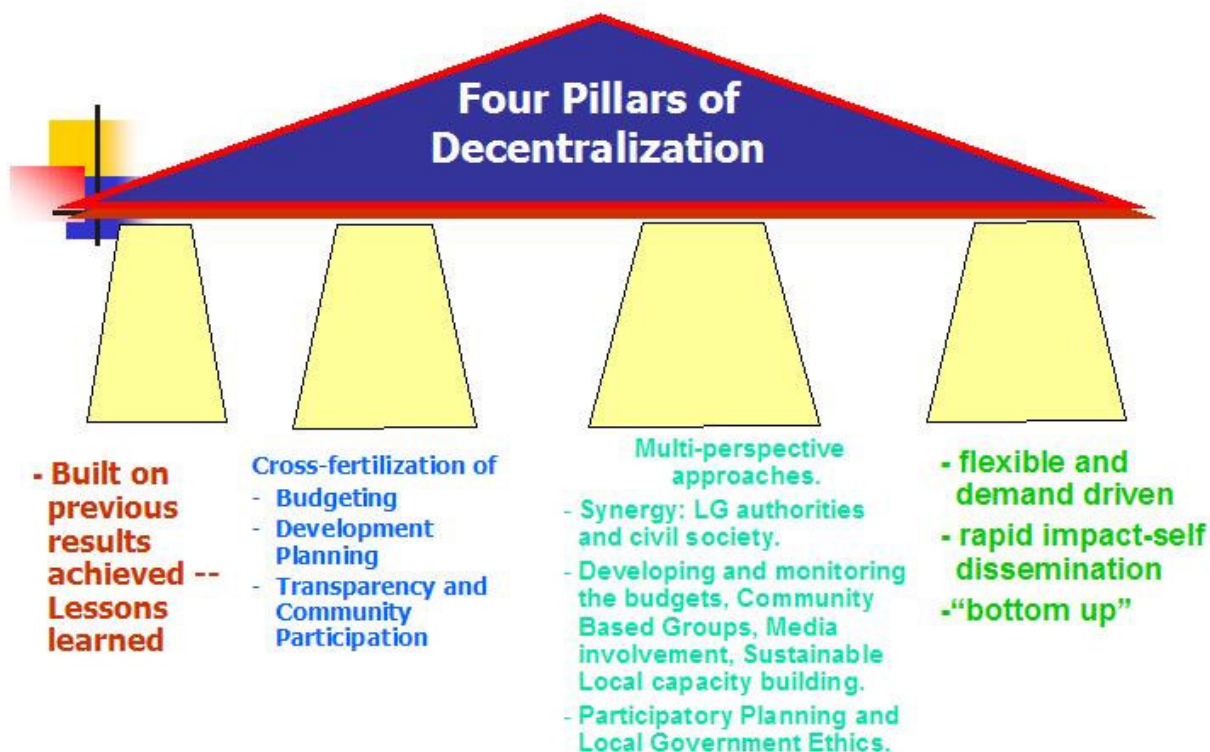 Four Pillars of
Decentralization
- Built on
previous
results
achieved --
Lessons
learned
Cross-fertilization of
- Budgeting
- Development
Planning
- Transparency and
Community
Participation
Multi-perspective
approaches.
- Synergy: LG authorities
and civil society.
- Developing and monitoring
the budgets, Community
Based Groups, Media
involvement, Sustainable
Local capacity building.
- Participatory Planning and
Local Government Ethics.
- flexible and
demand driven
- rapid impact-self
dissemination
-“bottom up”